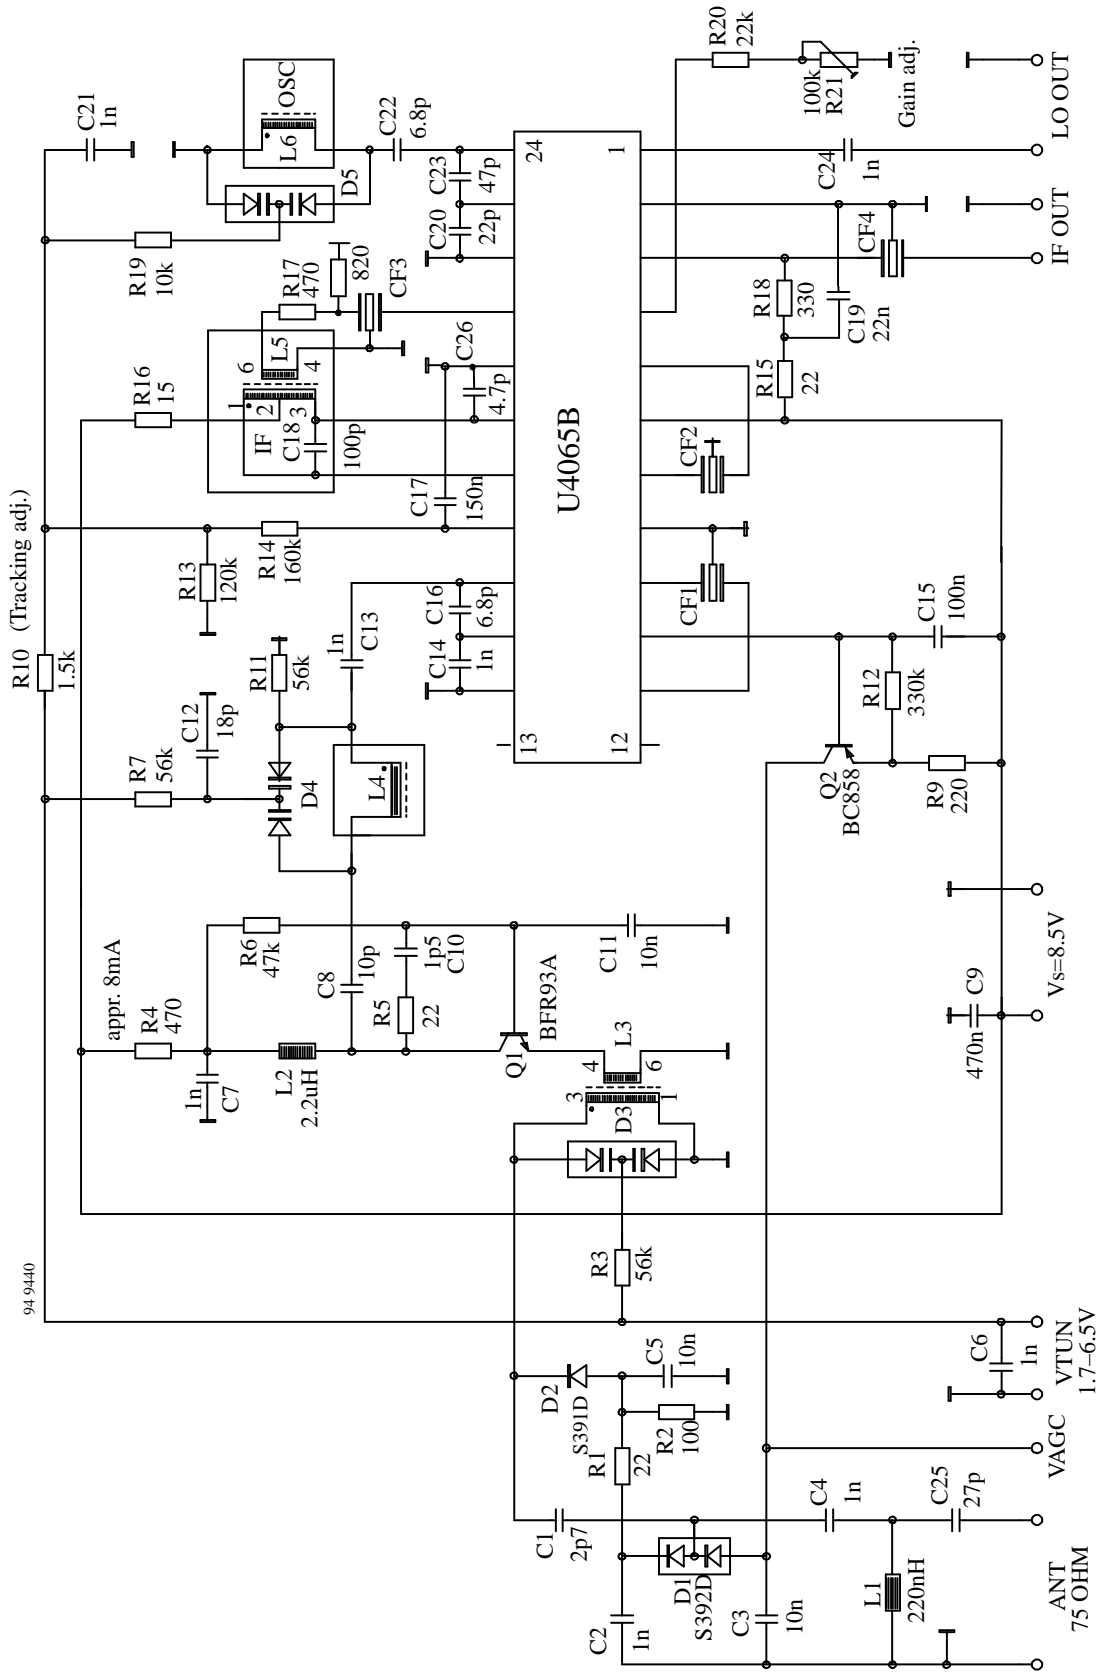 94 9440
R10 (Tracking adj.)
1.5k
C21
1n
R19
10k
OSC
L6
D5
C22
6.8p
R17
470
820
CF3
C23
47p
C20
22p
R16
15
6
L5
4
1
2
3
IF
C18
100p
C26
4.7p
C17
150n
R13
120k
R14
160k
R11
56k
1n
C13
C16
6.8p
C14
1n
C12
18p
R7
56k
D4
L4
24
1
U4065B
13
12
R20
22k
100k
R21
Gain adj.
C24
1n
LO OUT
IF OUT
CF4
R18
330
C19
22n
R15
22
CF2
CF1
C15
100n
R12
330k
Q2
BC858
R9
220
appr. 8mA
R4
470
1n
C7
L2
2.2uH
R6
47k
C8
10p
1p5
C10
R5
22
C11
10n
Q1
BFR93A
4
L3
6
3
D3
1
470n
C9
Vs=8.5V
R3
56k
D2
S391D
C5
10n
R1
22
R2
100
C6
1n
VTUN
1.7–6.5V
VAGC
C1
2p7
C4
1n
C25
27p
C2
1n
D1
S392D
C3
10n
L1
220nH
ANT
75 OHM